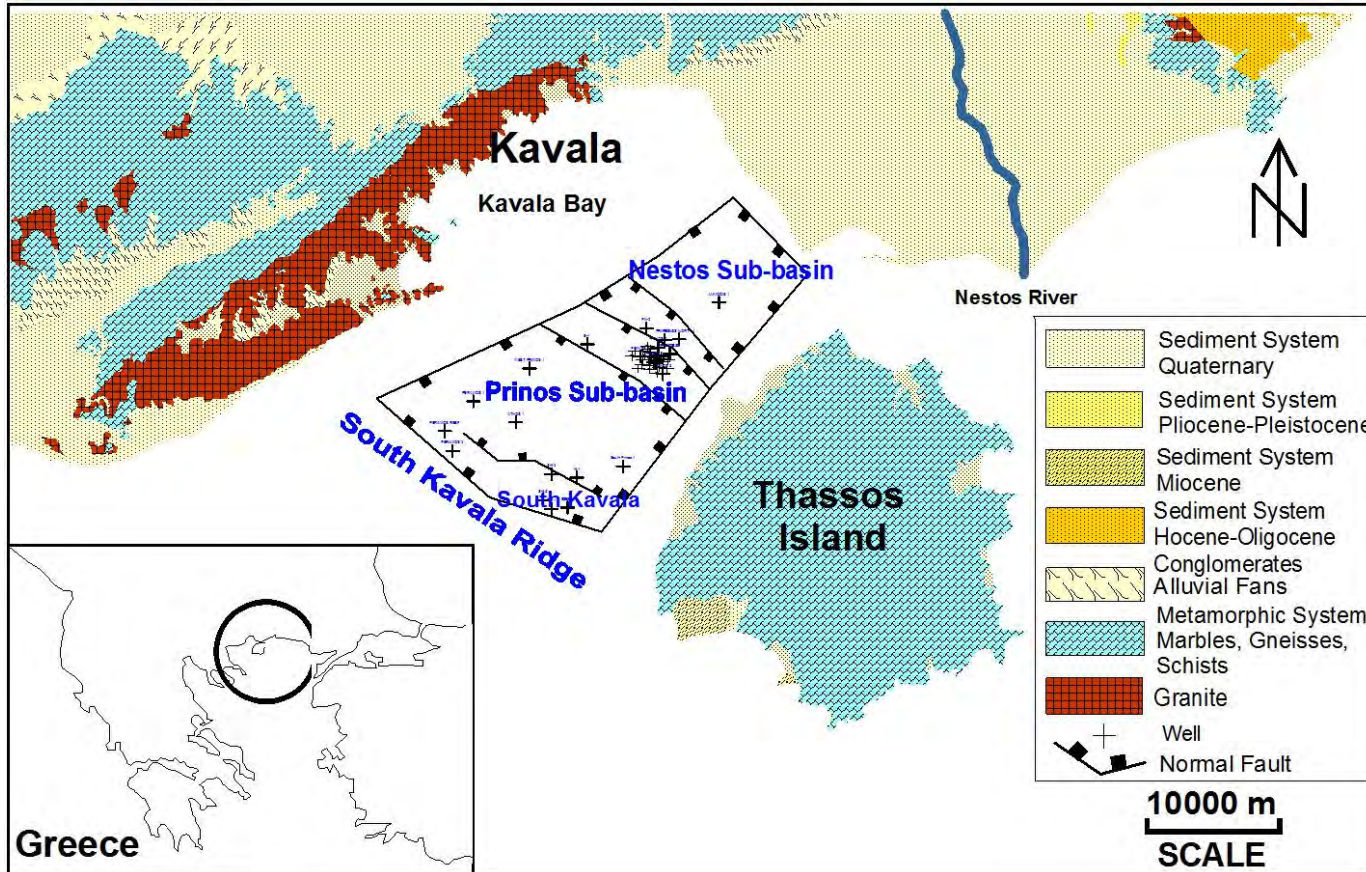 Kavala
Kavala Bay
Nestos Sub-basin
Nestos River
Prinos Sub-basin
South Kavala
South Kavala Ridge
Thassos
Island
N
Sediment System
Quaternary
Sediment System
Pliocene-Pleistocene
Sediment System
Miocene
Sediment System
Hocene-Oligocene
Conglomerates
Alluvial Fans
Metamorphic System
Marbles, Gneisses,
Schists
Granite
Well
Normal Fault
10000 m
SCALE
Greece